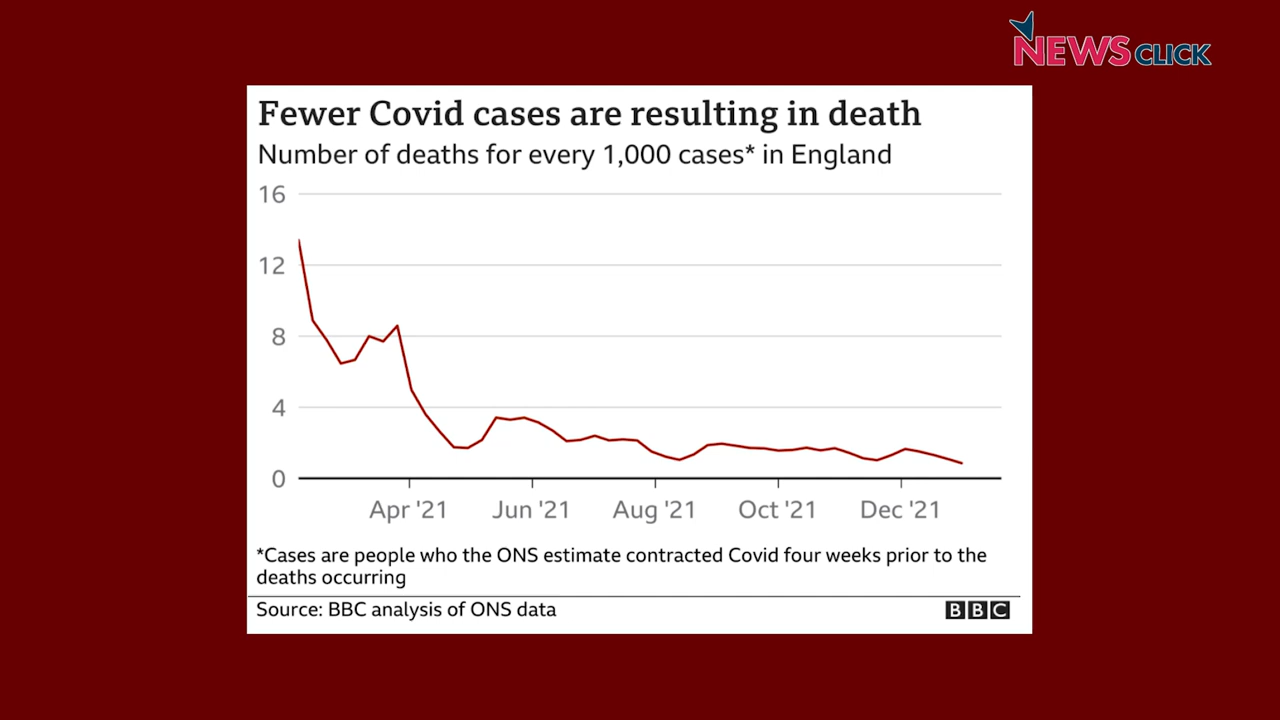 NEWSCLICK
Fewer Covid cases are resulting in death
Number of deaths for every 1,000 cases* in England
16
12
8
4
0
Apr '21
Jun '21
Aug '21
Oct '21
Dec '21
*Cases are people who the ONS estimate contracted Covid four weeks prior to the
deaths occurring
Source: BBC analysis of ONS data
BBC